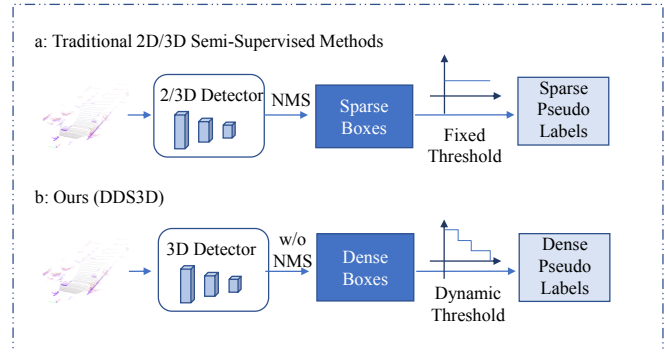 a: Traditional 2D/3D Semi-Supervised Methods
2/3D Detector
NMS
Sparse
Boxes
Fixed
Threshold
Sparse
Pseudo
Labels
b: Ours (DDS3D)
3D Detector
w/o
NMS
Dense
Boxes
Dynamic
Threshold
Dense
Pseudo
Labels